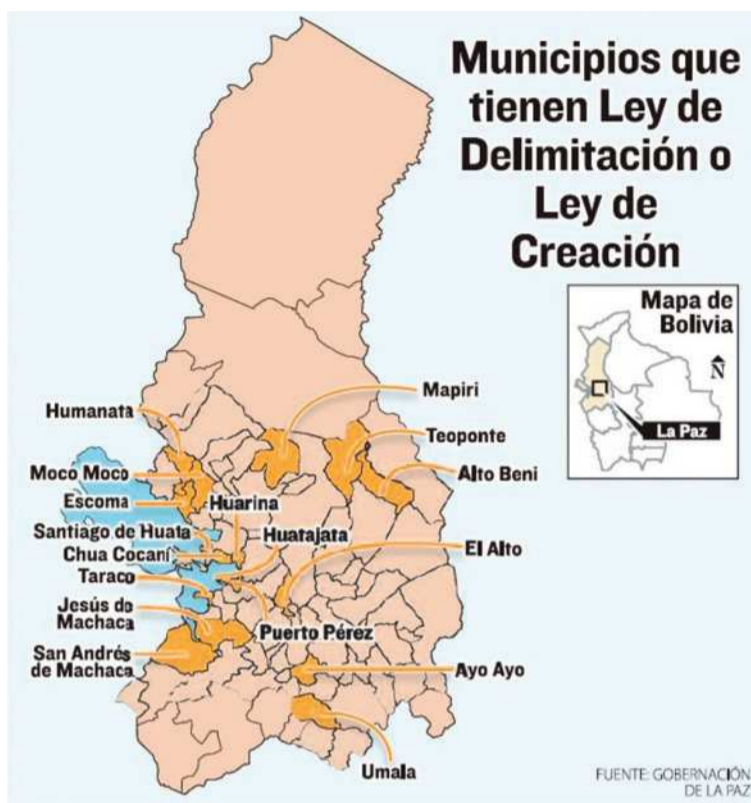 Municipios que
tienen Ley de
Delimitación o
Ley de
Creación
Mapa de
Bolivia
N
La Paz
Mapiri
Humanata
Teoponte
Moco Moco
Alto Beni
Escoma
Huarina
Santiago de Huata
Huatajata
Chua Cocaní
El Alto
Taraco
Jesús do
Machaca
Puerto Pérez
San Andrés
de Machaca
Ayo Ayo
Umala
FUENTE: GOBERNACIÓN
DE LA PAZ